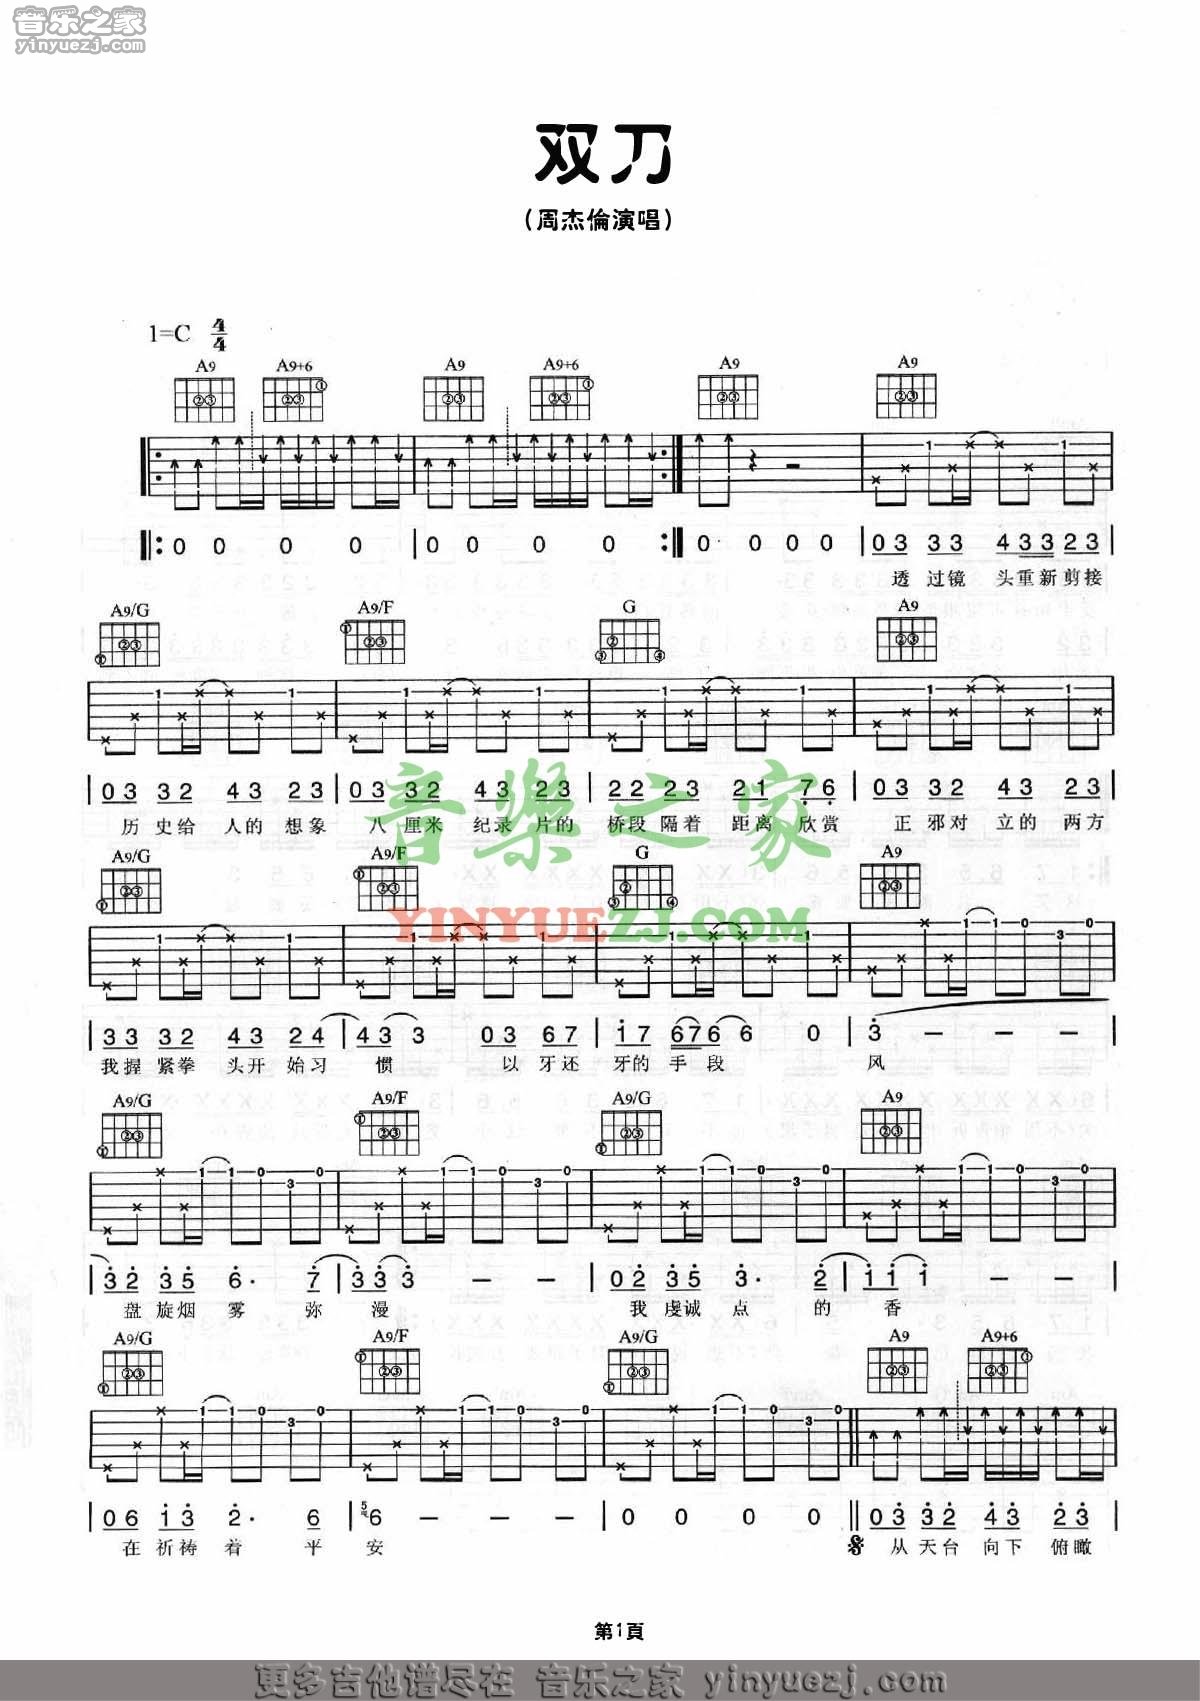 音乐之家
yinyuezj.com
双刀
(周杰倫演唱)
1=C 4/4
A9 A9+6 A9 A9+6 A9 A9
0 0 0 0 0 0 0 0 0 0 0 0 03 33 4333 23
透过镜 头重新剪接
A9/G A9/F G A9
03 32 43 23 33 32 43 23 22 23 21 76 03 32 43 23
历史给 人的 想象 八厘米 纪录 片的 桥段 隔着 距离 欣赏 正邪对 立的 两方
音樂之家
YINYUEZJ.COM
A9/G A9/F G A9
33 32 43 24 43 3 03 67 17 6766 0 3 - - -
我握 紧拳 头开 始习 惯 以牙还 牙的 手段 风
A9/G A9/F A9/G A9
32 35 6· 7 333 - - 02 35 3· 2 111 - -
盘旋烟 雾 弥 漫 我虔诚 点 的 香
A9/G A9/F A9/G A9 A9+6
06 13 2· 6 6 - - - 0 0 0 0 03 32 43 23
在祈祷 着 平 安 从天台 向下 俯瞰
第1頁
更多吉他谱尽在 音乐之家 yinyuezj.com